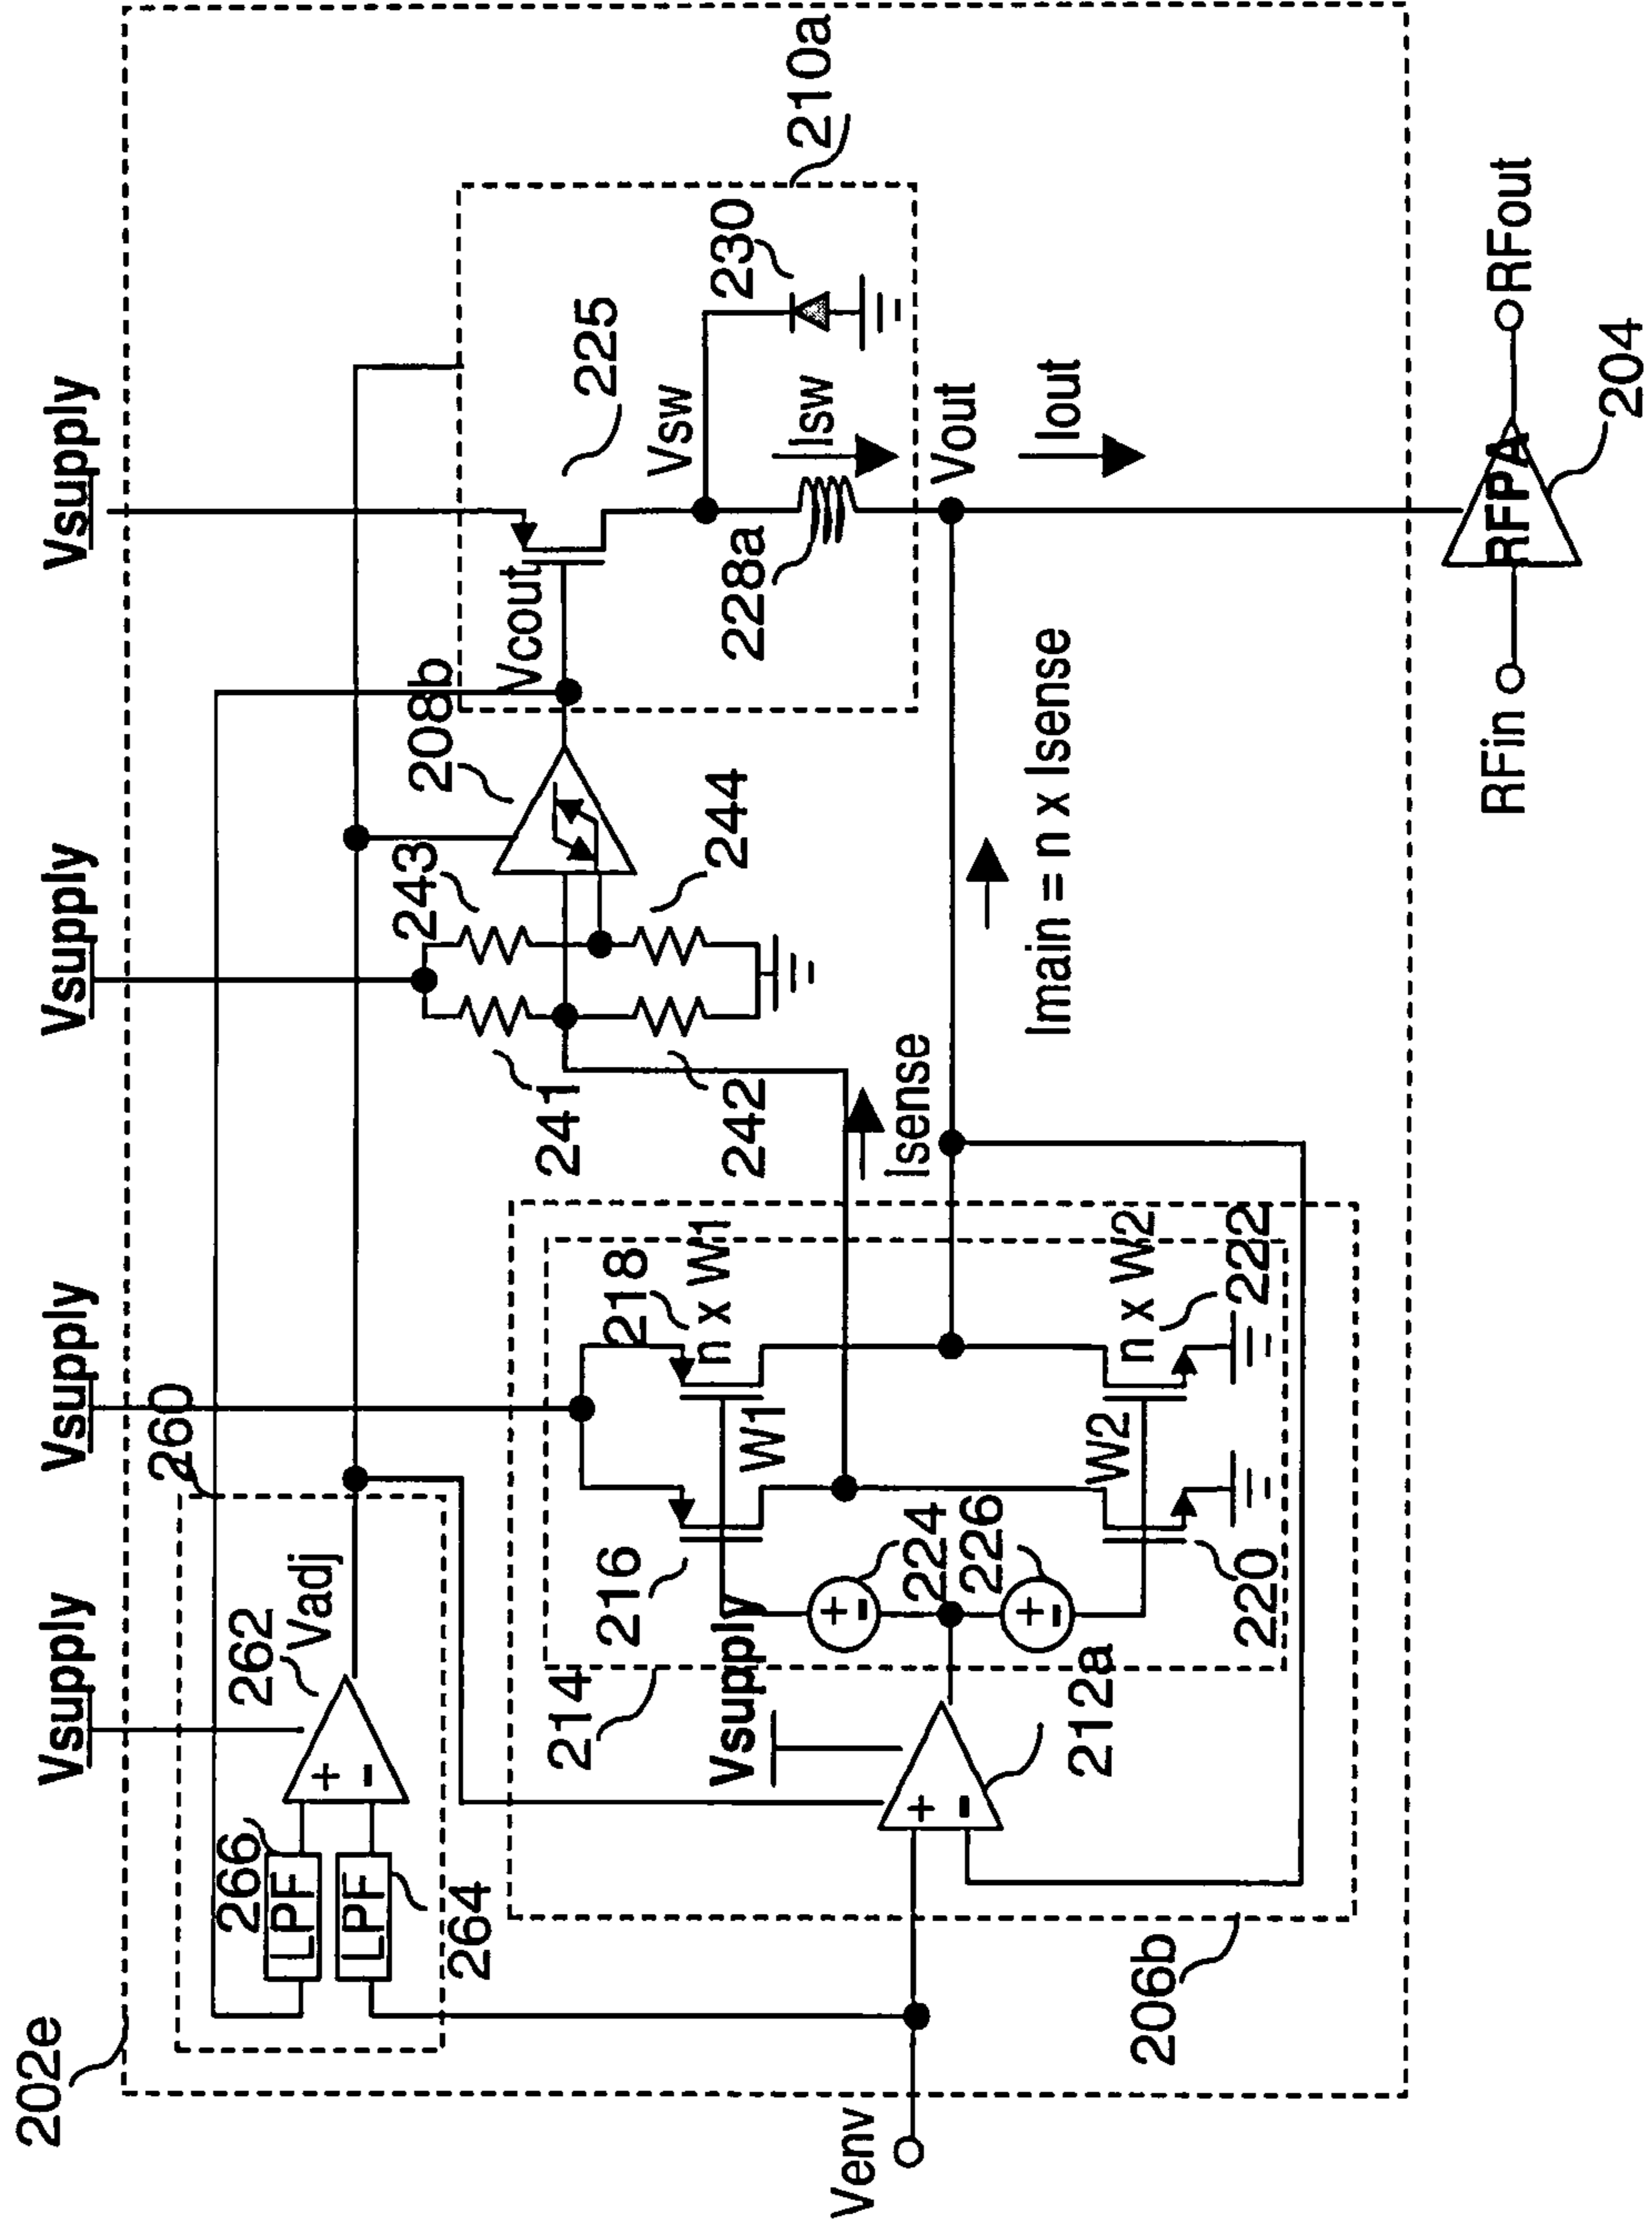 202e
Vsupply
Vsupply
Vsupply
Vsupply
260
266
LPF
LPF
264
+
-
262
Vadj
208b
Vcout
225
210a
243
244
241
242
Vsw
230
228a
Isw
Vout
Iout
Isense
Imain = n x Isense
214
216
218
n x W1
W1
Vsupply
+
-
224
+
-
226
W2
n x W2
220
222
+
-
212a
206b
Venv
RFin
RFPA
RFout
204